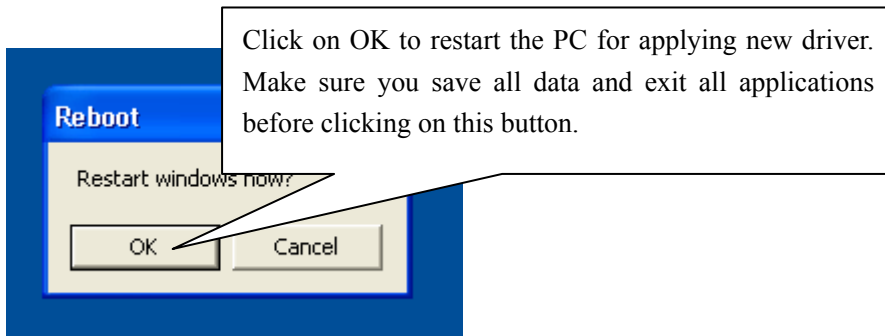 Click on OK to restart the PC for applying new driver.
Make sure you save all data and exit all applications
before clicking on this button.
Reboot
Restart windows now?
OK
Cancel